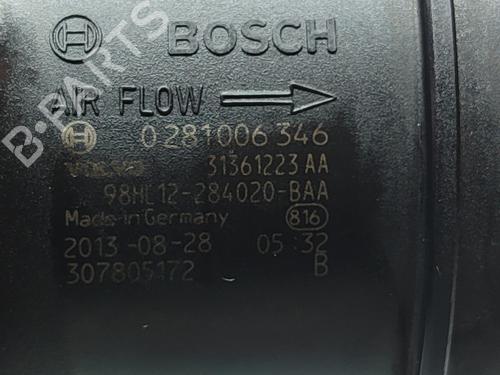 BOSCH
AIR FLOW
0 281 006 346
VOLVO 31361223 AA
98HL12-284020-BAA
Made in Germany 816
2013-08-28 05:32
307805172 B
B-PARTS